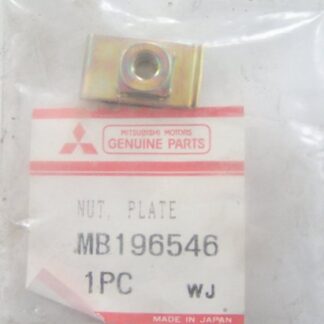 MITSUBISHI MOTORS
GENUINE PARTS
NUT, PLATE
MB196546
1PC WJ
MADE IN JAPAN